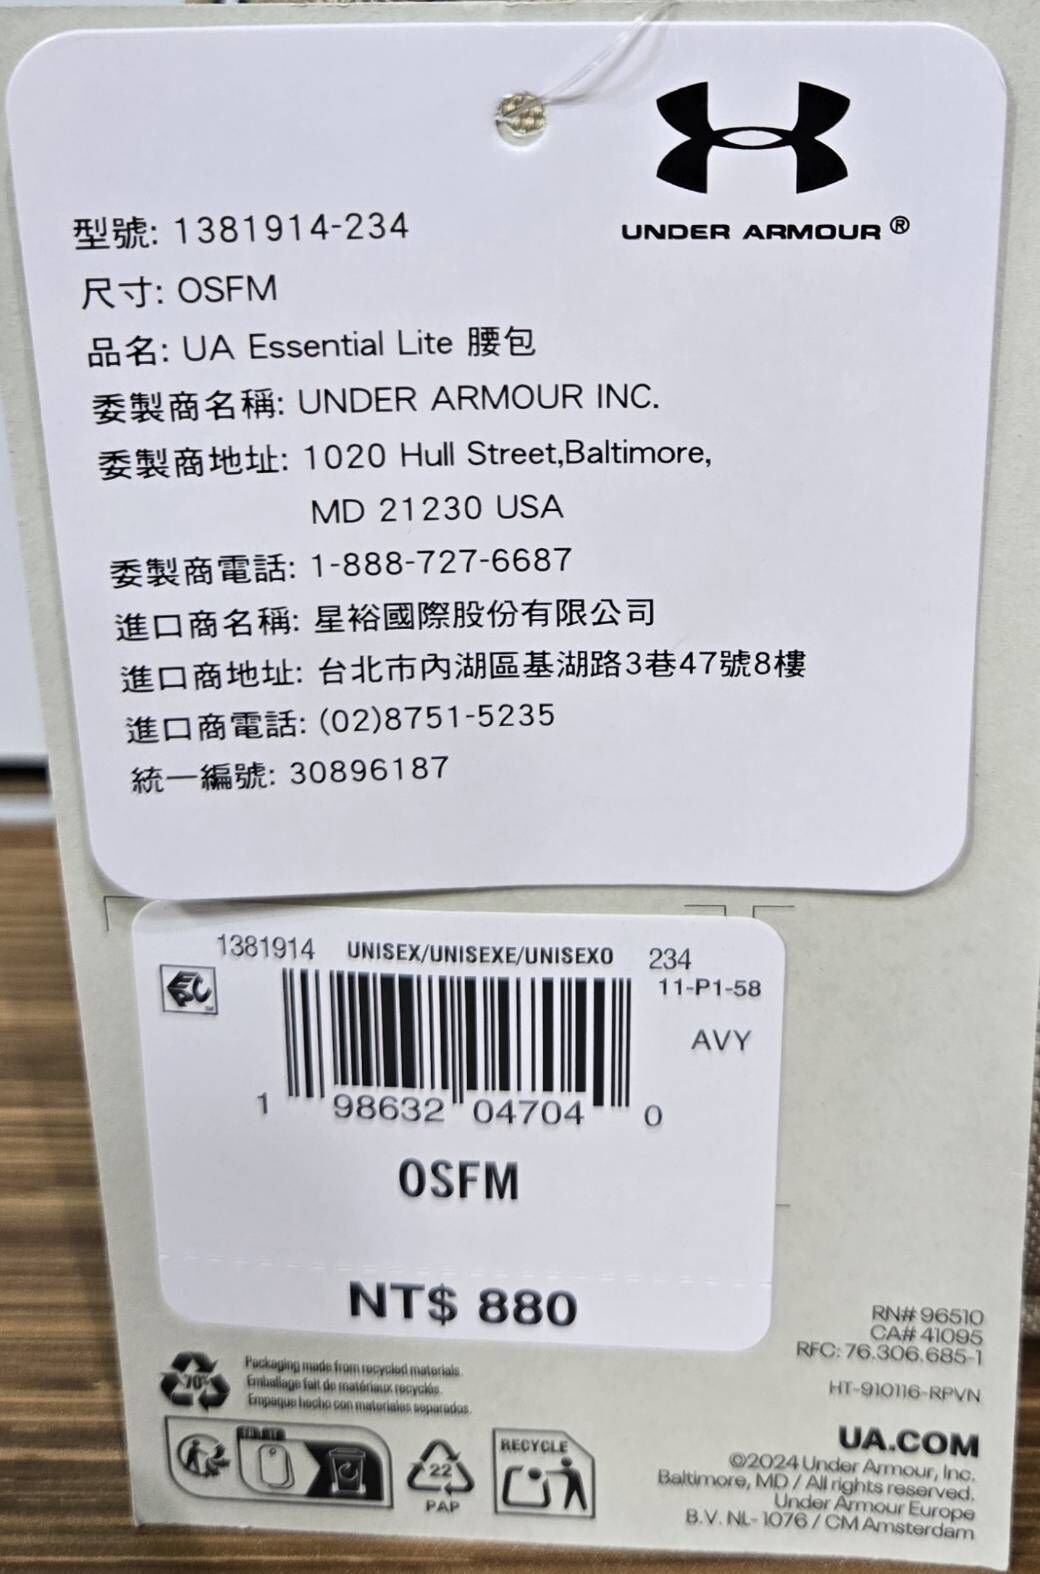 UNDER ARMOUR ®
型號: 1381914-234
尺寸: OSFM
品名: UA Essential Lite 腰包
委製商名稱: UNDER ARMOUR INC.
委製商地址: 1020 Hull Street,Baltimore,
MD 21230 USA
委製商電話: 1-888-727-6687
進口商名稱: 星裕國際股份有限公司
進口商地址: 台北市內湖區基湖路3巷47號8樓
進口商電話: (02)8751-5235
統一編號: 30896187
1381914 UNISEX/UNISEXE/UNISEXO 234
11-P1-58
AVY
1 98632 04704 0
OSFM
NT$ 880
RN# 96510
CA# 41095
RFC: 76.306.685-1
HT-910116-RPVN
70%
Packaging made from recycled materials.
Emballage fait de matériaux recyclés.
Empaque hecho con materiales separados.
22
PAP
RECYCLE
UA.COM
©2024 Under Armour, Inc.
Baltimore, MD / All rights reserved.
Under Armour Europe
B.V. NL-1076 / CM Amsterdam